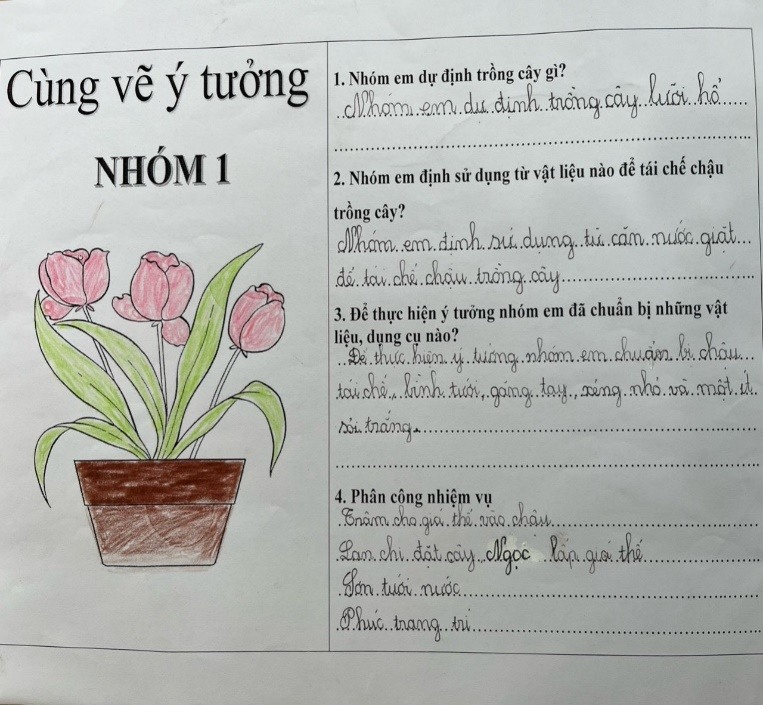 Cùng vẽ ý tưởng
NHÓM 1
1. Nhóm em dự định trồng cây gì?
Nhóm em dự định trồng cây lưỡi hổ
2. Nhóm em định sử dụng từ vật liệu nào để tái chế chậu
trồng cây?
Nhóm em định sử dụng từ căn nước giặt
để tái chế chậu trồng cây
3. Để thực hiện ý tưởng nhóm em đã chuẩn bị những vật
liệu, dụng cụ nào?
Để thực hiện ý tưởng nhóm em chuẩn bị chậu
tái chế, bình tưới, găng tay, xẻng nhỏ và một ít
sỏi trắng.
4. Phân công nhiệm vụ
Trâm cho giá thể vào chậu
Lan chi đặt cây Ngọc lấp giá thể
Sơn tưới nước
Phúc trang trí